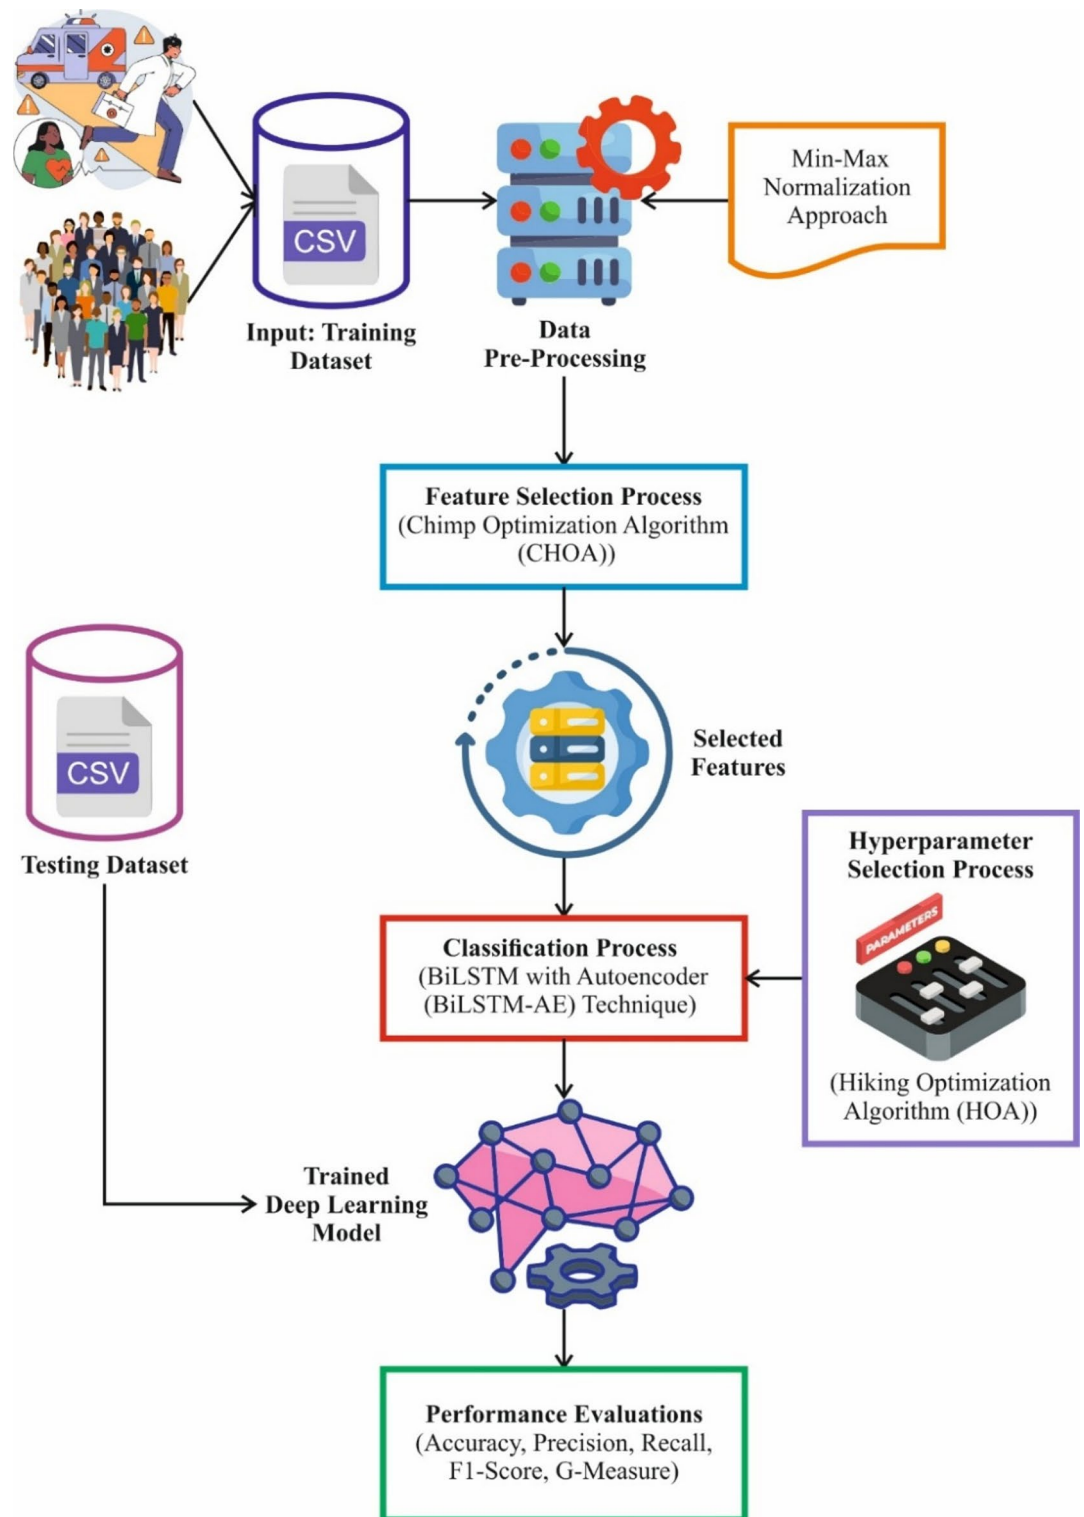 CSV
Input: Training
Dataset
Data
Pre-Processing
Min-Max
Normalization
Approach
Feature Selection Process
(Chimp Optimization Algorithm
(CHOA))
CSV
Testing Dataset
Selected
Features
Hyperparameter
Selection Process
PARAMETERS
(Hiking Optimization
Algorithm (HOA))
Classification Process
(BiLSTM with Autoencoder
(BiLSTM-AE) Technique)
Trained
Deep Learning
Model
Performance Evaluations
(Accuracy, Precision, Recall,
F1-Score, G-Measure)